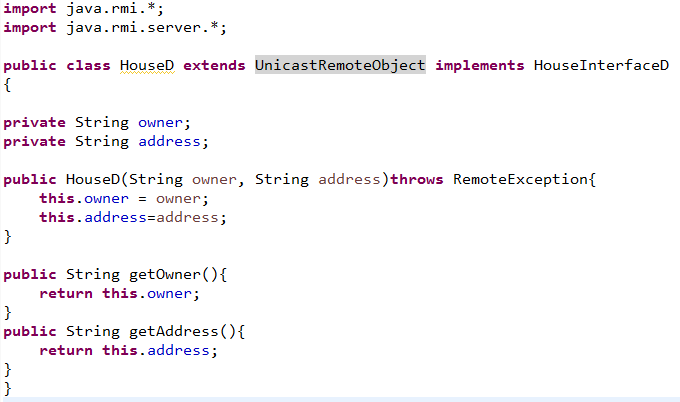 import java.rmi.*;
import java.rmi.server.*;
public class HouseD extends UnicastRemoteObject implements HouseInterfaceD
{
private String owner;
private String address;
public HouseD(String owner, String address)throws RemoteException{
this.owner = owner;
this.address=address;
}
public String getOwner(){
return this.owner;
}
public String getAddress(){
return this.address;
}
}